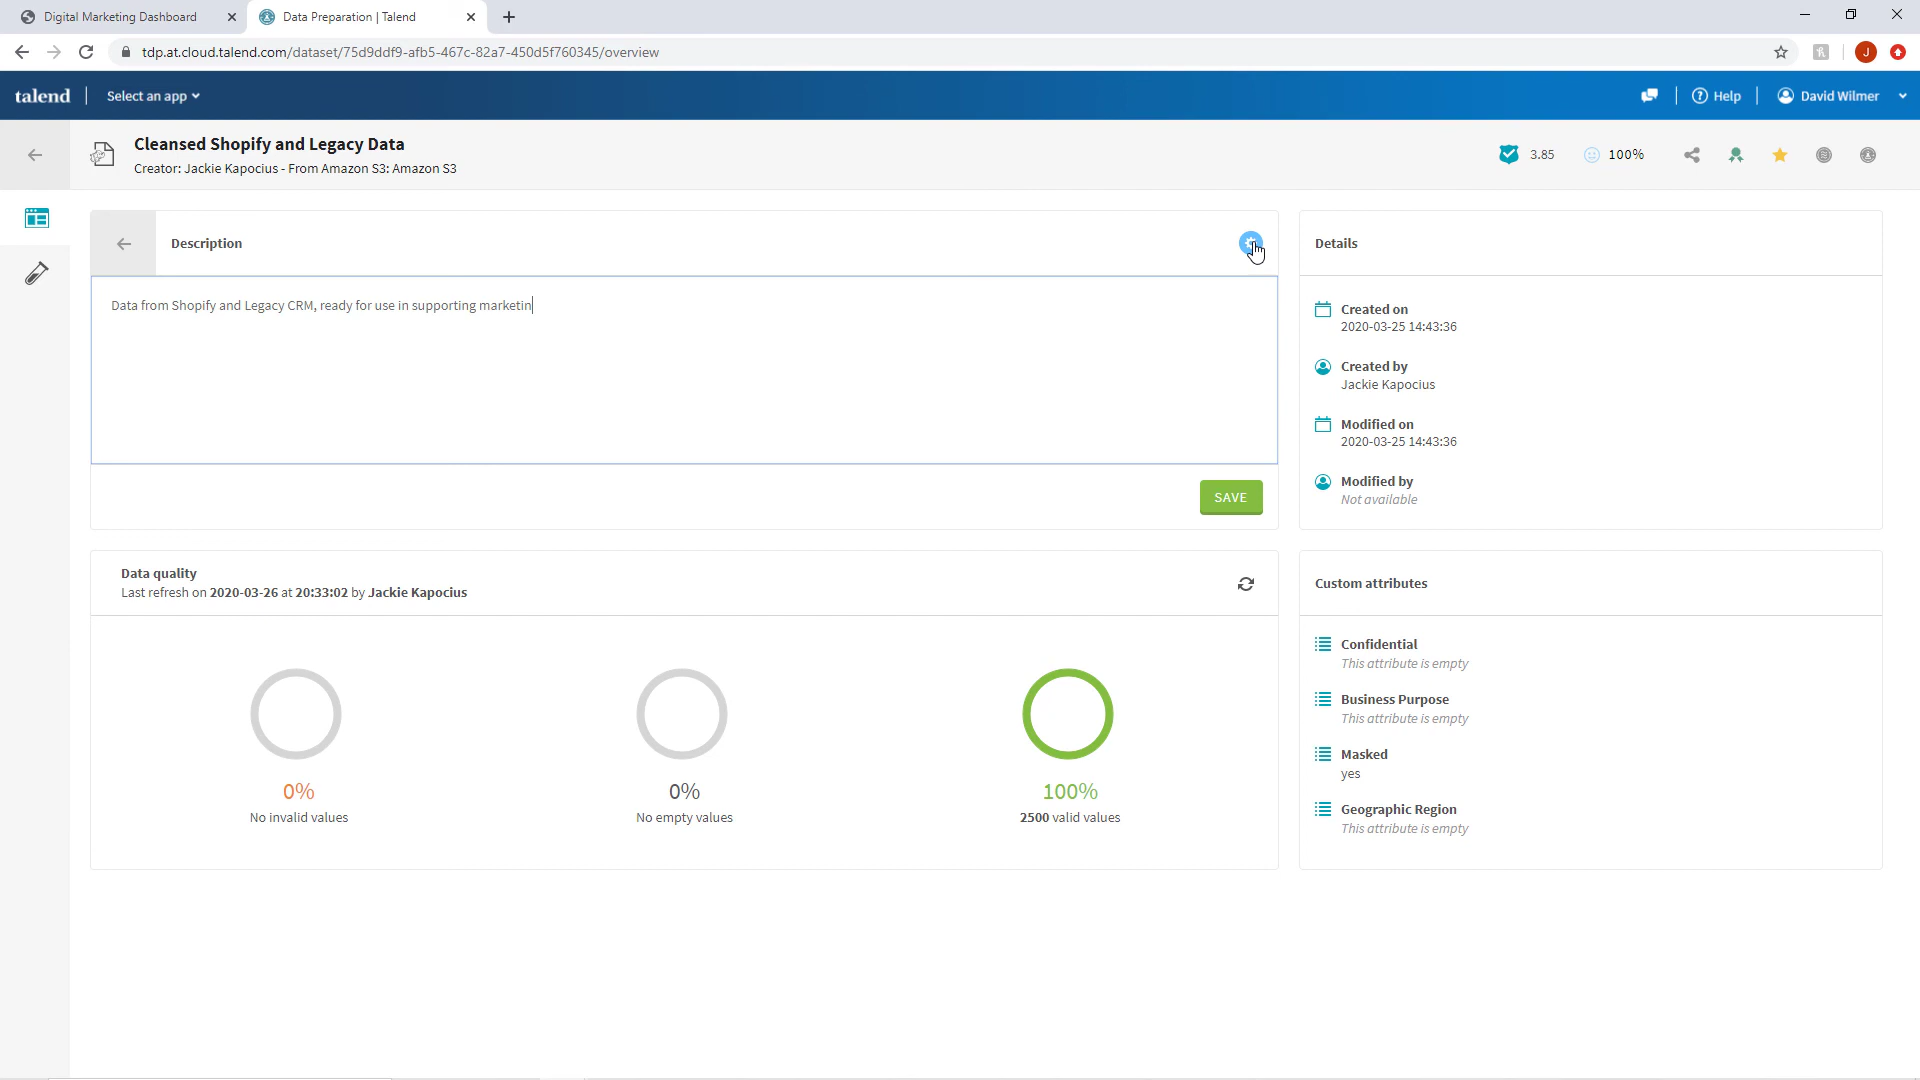 Digital Marketing Dashboard
Data Preparation | Talend
tdp.at.cloud.talend.com/dataset/75d9ddf9-afb5-467c-82a7-450d5f760345/overview
J
talend
Select an app
Help
David Wilmer
Cleansed Shopify and Legacy Data
Creator: Jackie Kapocius - From Amazon S3: Amazon S3
3.85
100%
Description
Data from Shopify and Legacy CRM, ready for use in supporting marketin
SAVE
Details
Created on
2020-03-25 14:43:36
Created by
Jackie Kapocius
Modified on
2020-03-25 14:43:36
Modified by
Not available
Data quality
Last refresh on 2020-03-26 at 20:33:02 by Jackie Kapocius
0%
No invalid values
0%
No empty values
100%
2500 valid values
Custom attributes
Confidential
This attribute is empty
Business Purpose
This attribute is empty
Masked
yes
Geographic Region
This attribute is empty